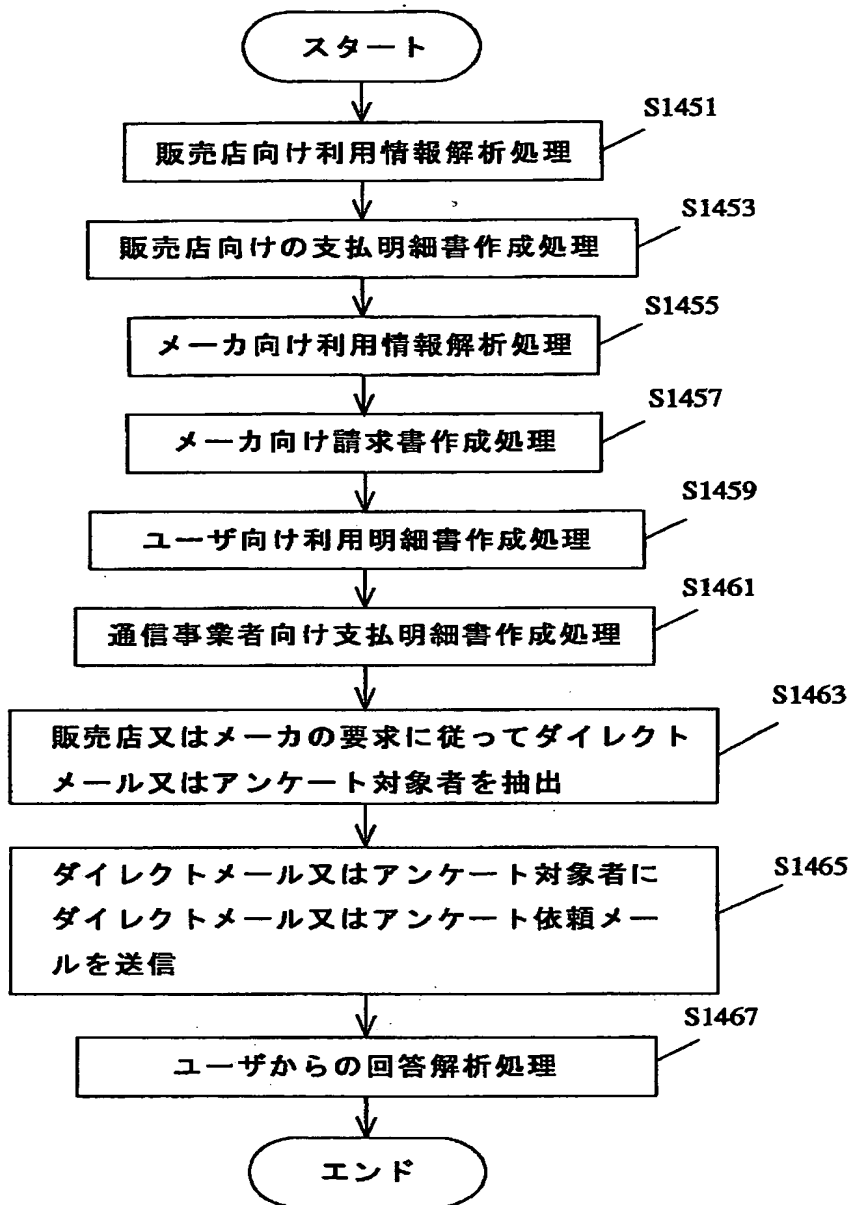 スタート
S1451
販売店向け利用情報解析処理
S1453
販売店向けの支払明細書作成処理
S1455
メーカ向け利用情報解析処理
S1457
メーカ向け請求書作成処理
S1459
ユーザ向け利用明細書作成処理
S1461
通信事業者向け支払明細書作成処理
S1463
販売店又はメーカの要求に従ってダイレクト
メール又はアンケート対象者を抽出
S1465
ダイレクトメール又はアンケート対象者に
ダイレクトメール又はアンケート依頼メー
ルを送信
S1467
ユーザからの回答解析処理
エンド